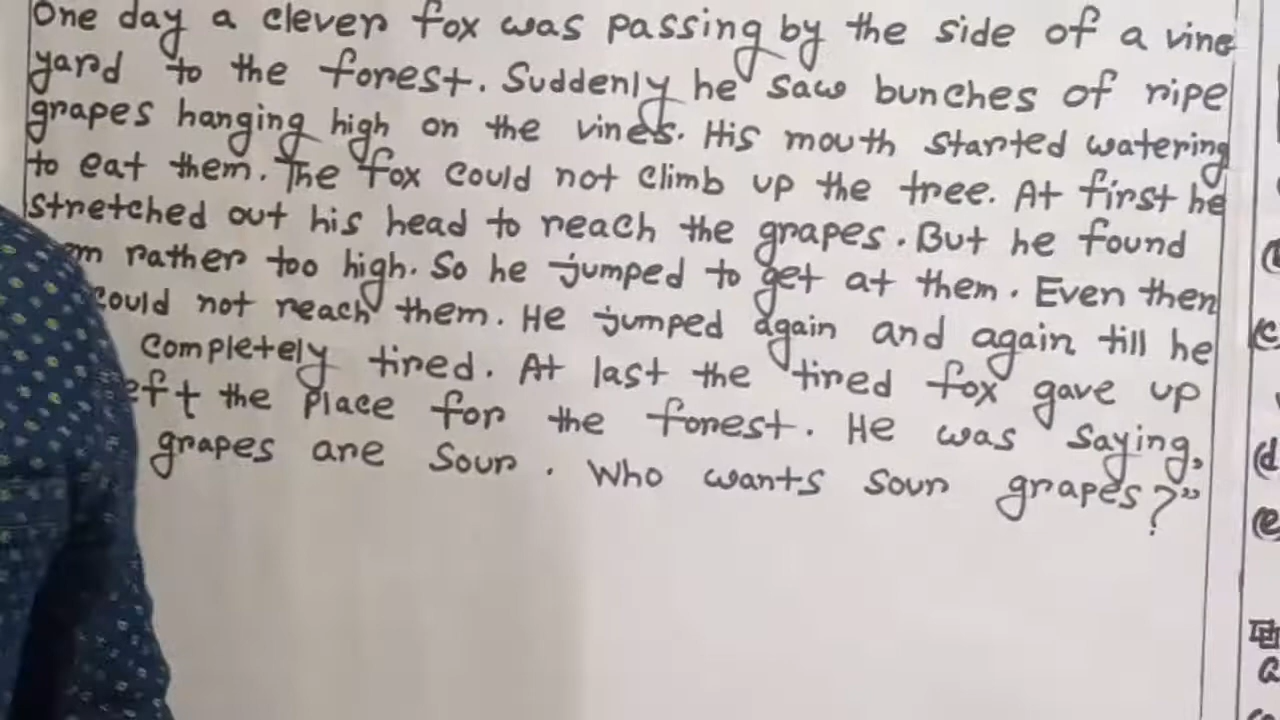 One day a clever fox was passing by the side of a vine
yard to the forest. Suddenly he saw bunches of ripe
grapes hanging high on the vines. His mouth started watering
to eat them. The fox could not climb up the tree. At first he
stretched out his head to reach the grapes. But he found
rather too high. So he jumped to get at them. Even then
could not reach them. He jumped again and again till he
completely tired. At last the tired fox gave up
the place for the forest. He was saying,
grapes are sour. Who wants sour grapes?”
(c
(d
(e